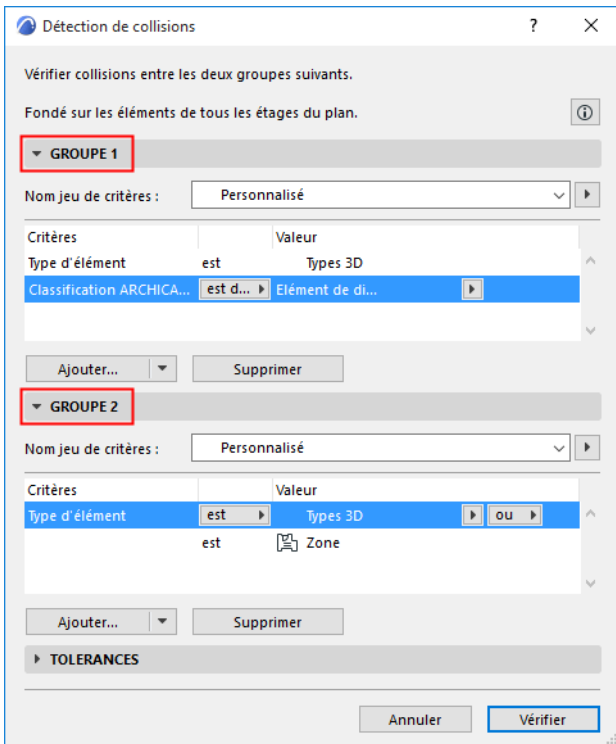 Détection de collisions ?
Vérifier collisions entre les deux groupes suivants.
Fondé sur les éléments de tous les étages du plan.
GROUPE 1
Nom jeu de critères : Personnalisé
Critères Valeur
Type d'élément est Types 3D
Classification ARCHICA... est d... Elément de di...
Ajouter... Supprimer
GROUPE 2
Nom jeu de critères : Personnalisé
Critères Valeur
Type d'élément est Types 3D ou
est Zone
Ajouter... Supprimer
TOLERANCES
Annuler Vérifier